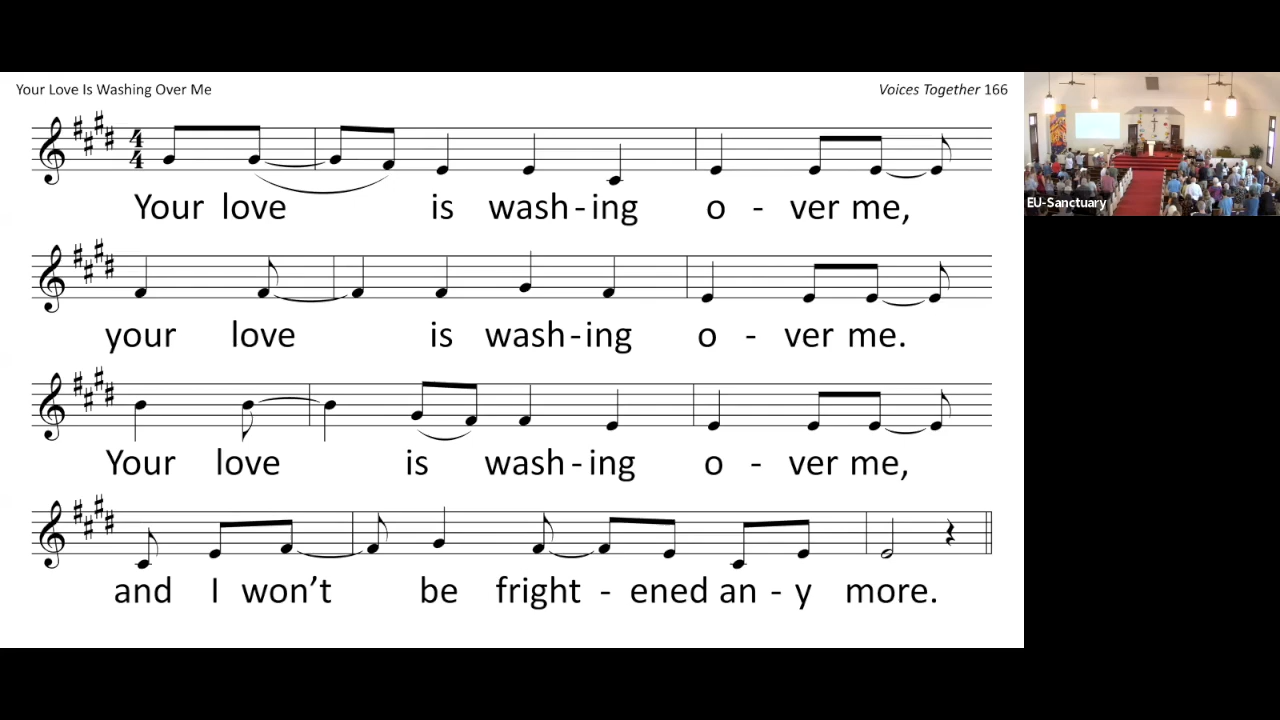 Your Love Is Washing Over Me
Voices Together 166
4
4
Your love is wash-ing o - ver me,
your love is wash-ing o - ver me.
Your love is wash-ing o - ver me,
and I won't be fright - ened an - y more.
EU-Sanctuary